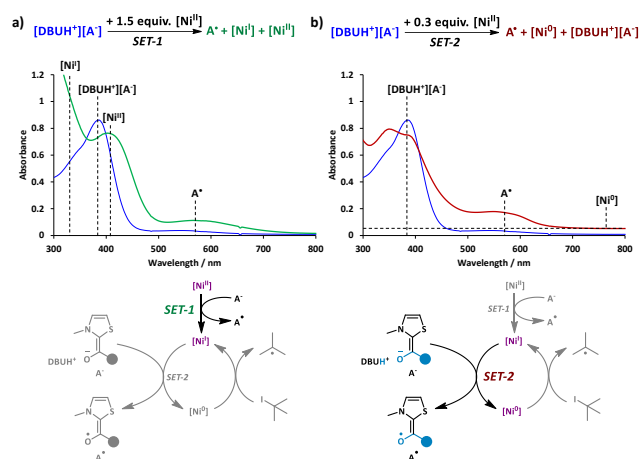 a)
[DBUH⁺][A⁻] + 1.5 equiv. [Niᴵᴵ] SET-1 A• + [Niᴵ] + [Niᴵᴵ]
1.2
1
0.8
0.6
0.4
0.2
0
Absorbance
[Niᴵ]
[DBUH⁺][A⁻]
[Niᴵᴵ]
A•
300 400 500 600 700 800
Wavelength / nm
[Niᴵᴵ]
A⁻
SET-1
A•
[Niᴵ]
N S
⁻O
DBUH⁺
A⁻
SET-2
[Ni⁰]
I
N S
•O
A•
b)
[DBUH⁺][A⁻] + 0.3 equiv. [Niᴵᴵ] SET-2 A• + [Ni⁰] + [DBUH⁺][A⁻]
1.2
1
0.8
0.6
0.4
0.2
0
Absorbance
[DBUH⁺][A⁻]
A•
[Ni⁰]
300 400 500 600 700 800
Wavelength / nm
[Niᴵᴵ]
A⁻
SET-1
A•
[Niᴵ]
N S
⁻O
DBUH⁺
A⁻
SET-2
[Ni⁰]
I
N S
•O
A•